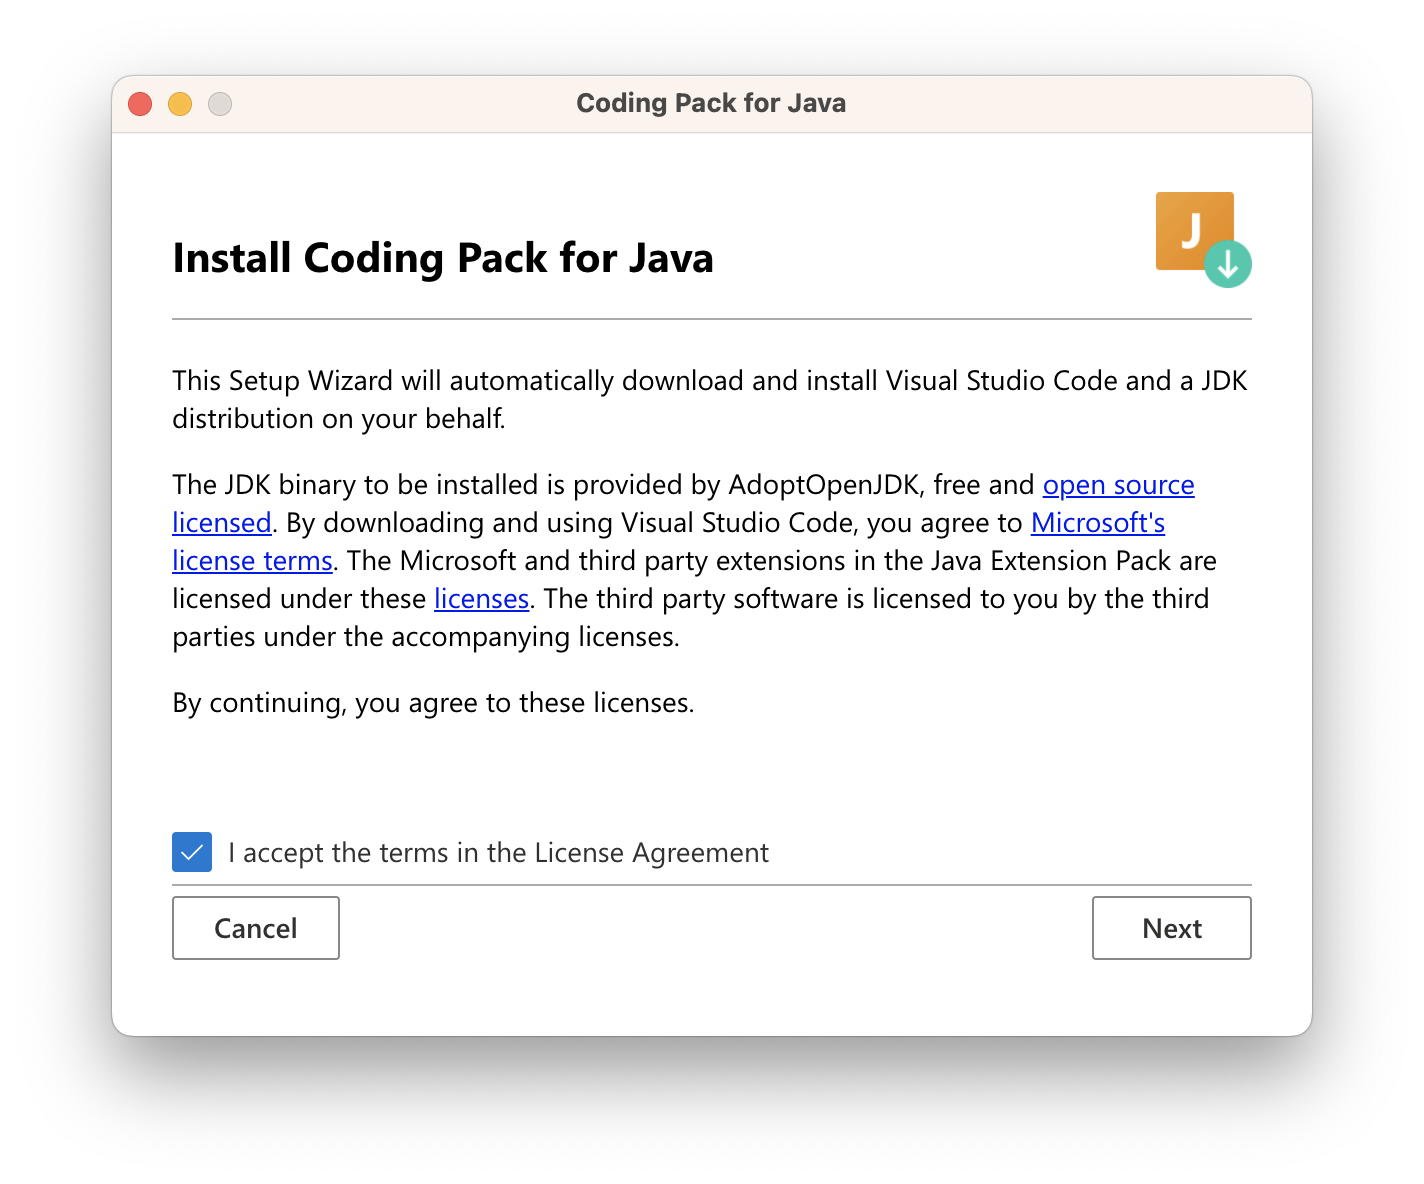 Coding Pack for Java
J
Install Coding Pack for Java
This Setup Wizard will automatically download and install Visual Studio Code and a JDK
distribution on your behalf.
The JDK binary to be installed is provided by AdoptOpenJDK, free and open source
licensed. By downloading and using Visual Studio Code, you agree to Microsoft's
license terms. The Microsoft and third party extensions in the Java Extension Pack are
licensed under these licenses. The third party software is licensed to you by the third
parties under the accompanying licenses.
By continuing, you agree to these licenses.
I accept the terms in the License Agreement
Cancel
Next